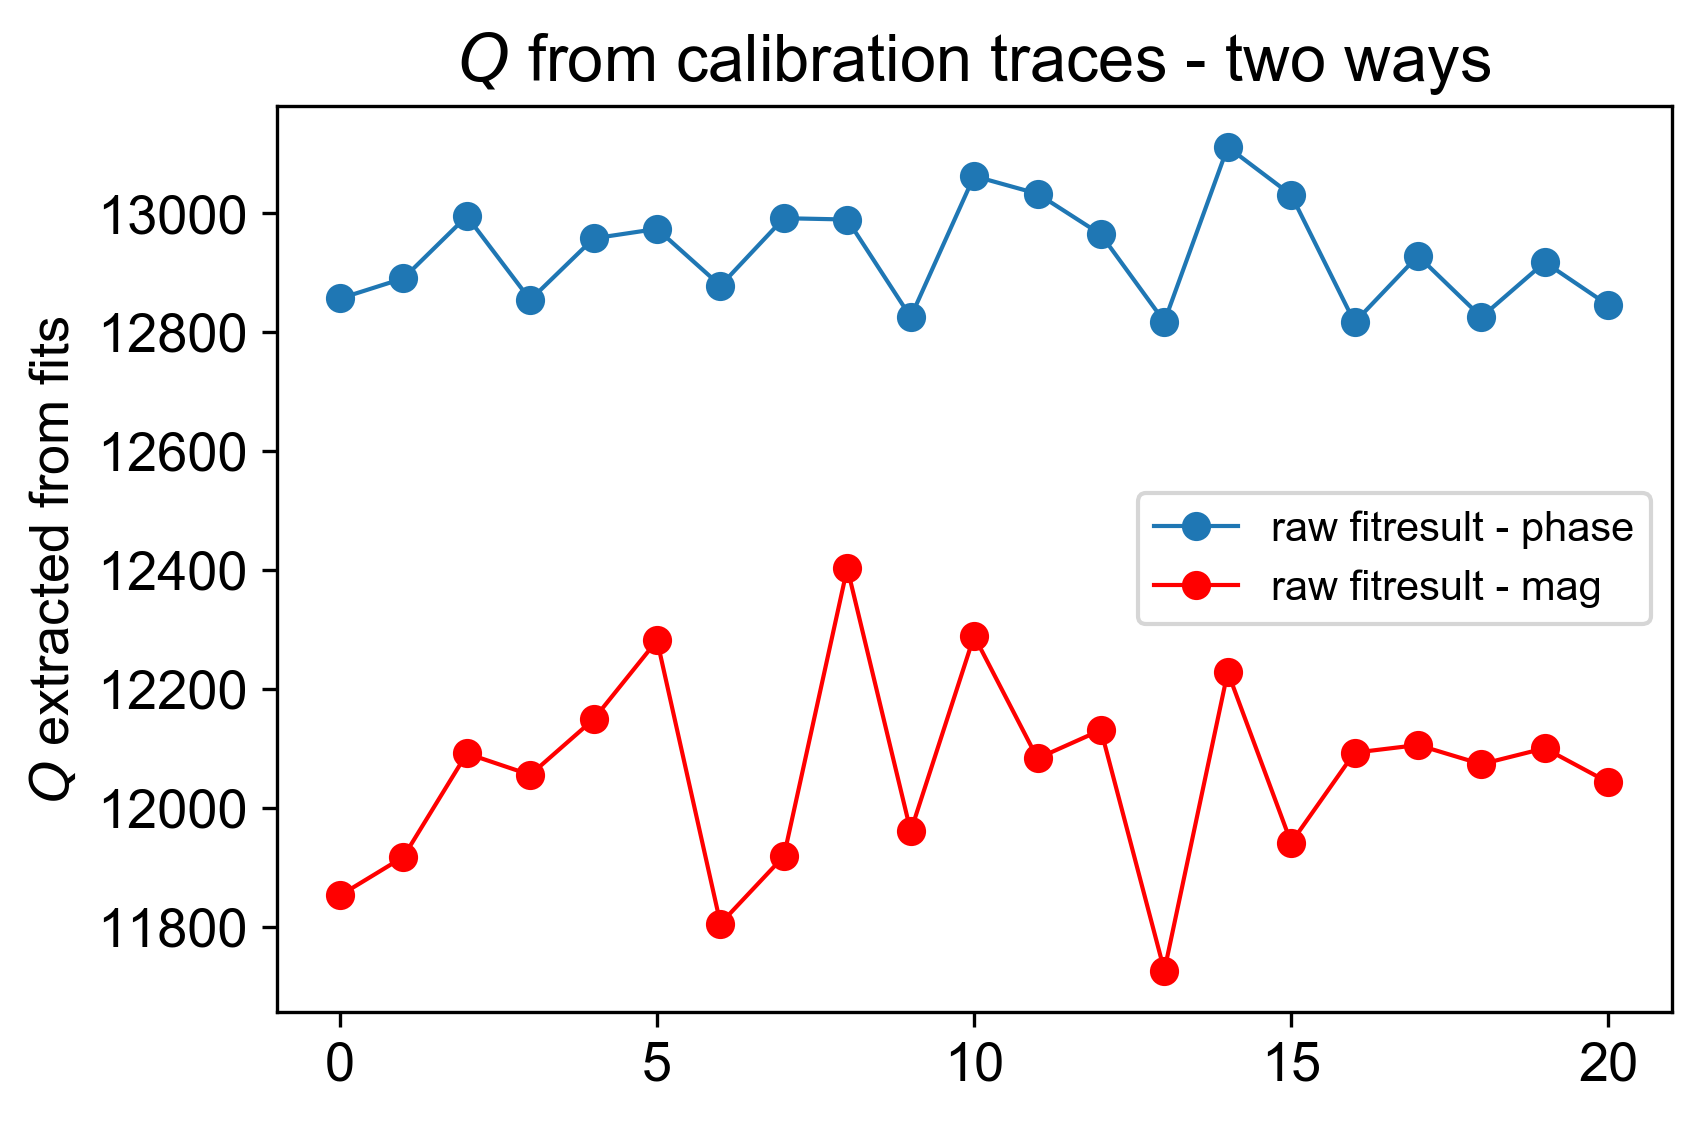 Q from calibration traces - two ways
Q extracted from fits
13000
12800
12600
12400
12200
12000
11800
raw fitresult - phase
raw fitresult - mag
0 5 10 15 20